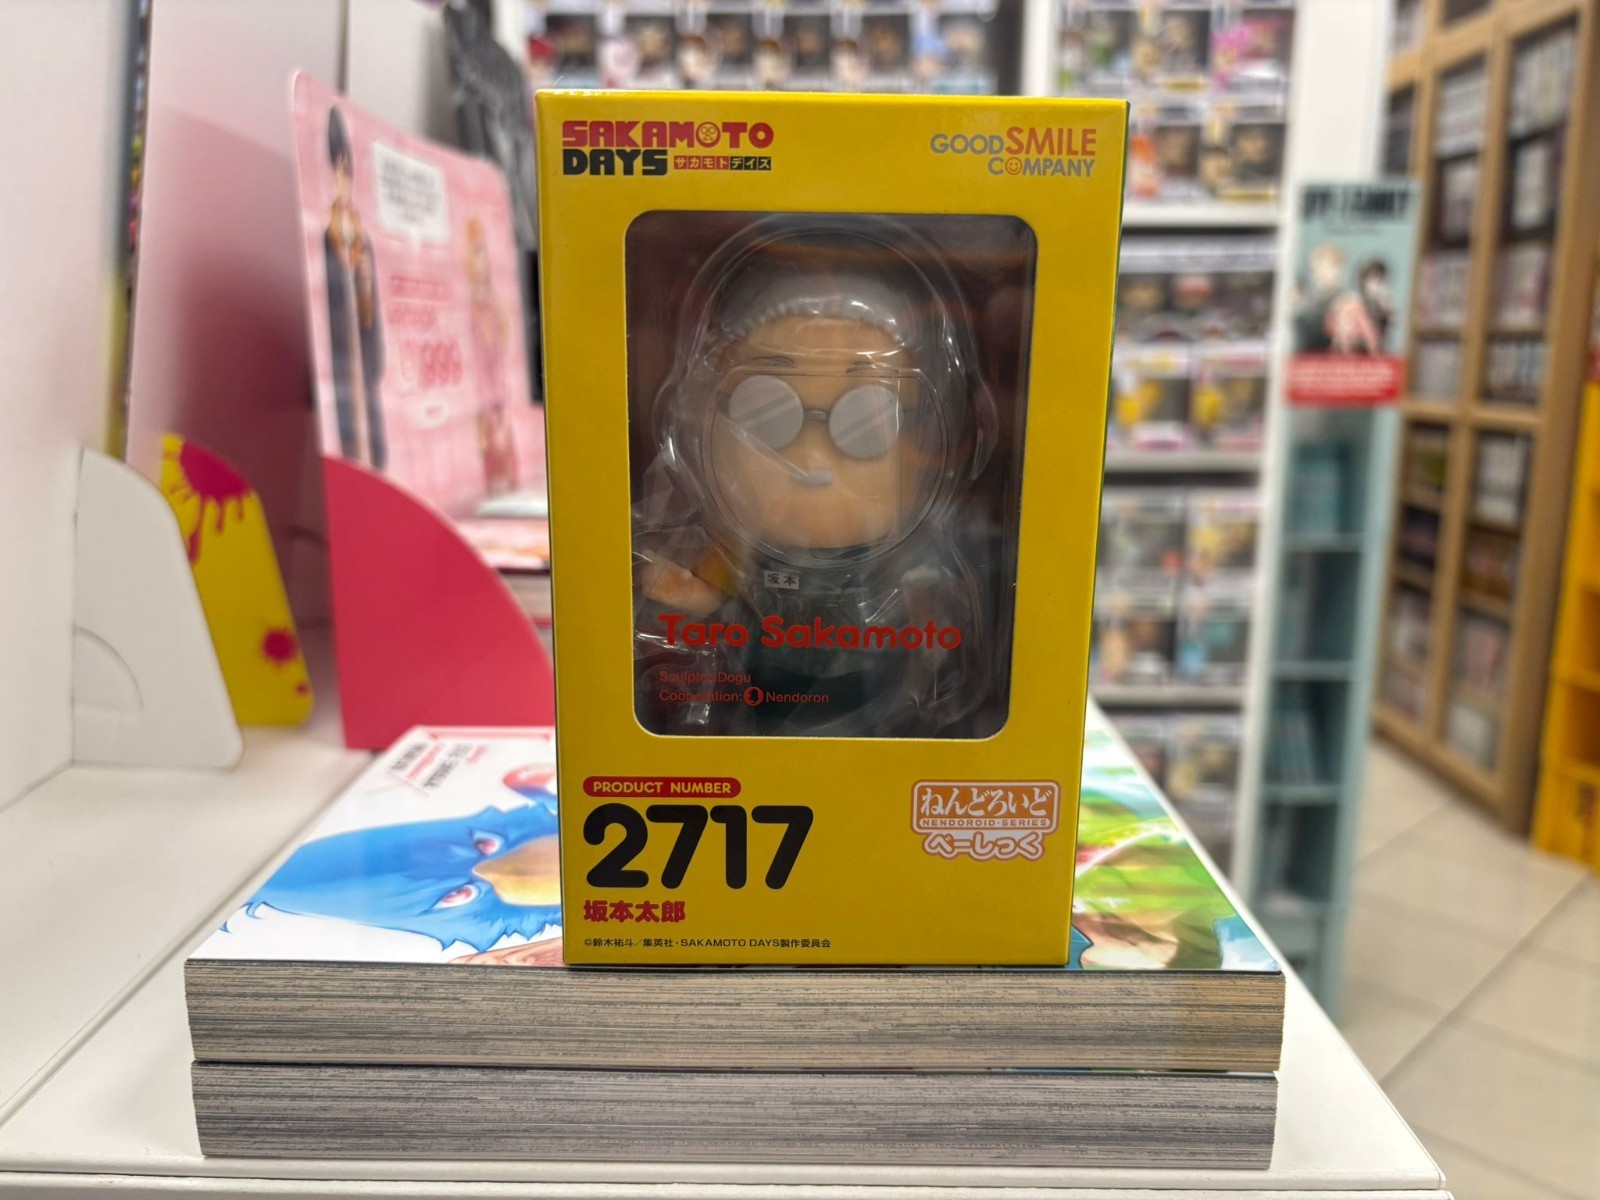 SAKAMOTO
DAYS サカモトデイズ
GOODSMILE
COMPANY
坂本
Taro Sakamoto
Sculptor/Dogu
Cooperation: Nendoron
PRODUCT NUMBER
2717
坂本太郎
©鈴木祐斗／集英社・SAKAMOTO DAYS製作委員会
ねんどろいど
NENDOROID-SERIES
べーしっく